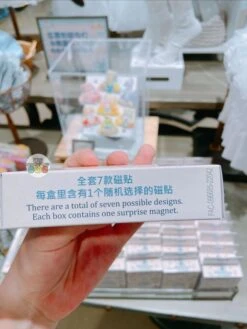 全套7款磁贴
每盒里含有1个随机选择的磁贴
There are a total of seven possible designs.
Each box contains one surprise magnet.